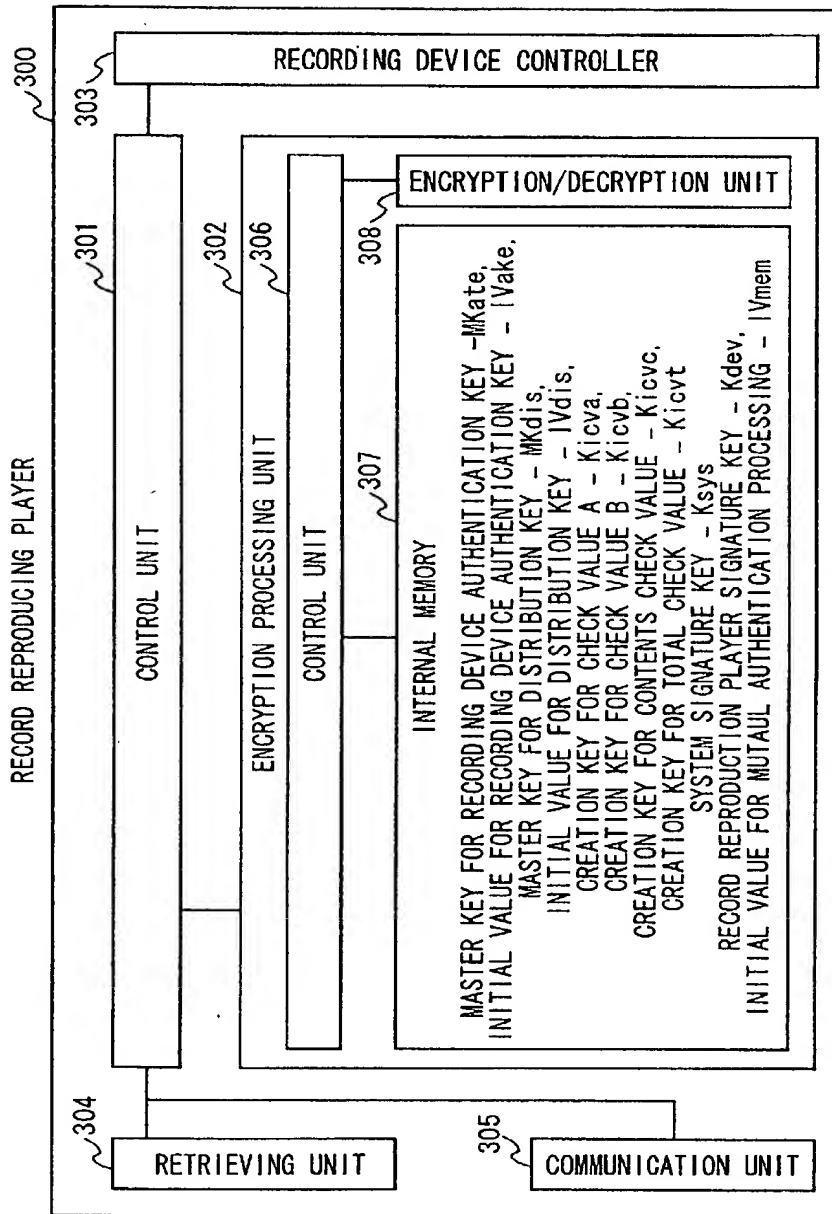 RECORD REPRODUCING PLAYER
300
301
CONTROL UNIT
303
RECORDING DEVICE CONTROLLER
302
ENCRYPTION PROCESSING UNIT
306
CONTROL UNIT
307
INTERNAL MEMORY
MASTER KEY FOR RECORDING DEVICE AUTHENTICATION KEY -MKate,
INITIAL VALUE FOR RECORDING DEVICE AUTHENTICATION KEY - IVake,
MASTER KEY FOR DISTRIBUTION KEY - MKdis,
INITIAL VALUE FOR DISTRIBUTION KEY - IVdis,
CREATION KEY FOR CHECK VALUE A - Kicva,
CREATION KEY FOR CHECK VALUE B - Kicvb,
CREATION KEY FOR CONTENTS CHECK VALUE - Kicvc,
CREATION KEY FOR TOTAL CHECK VALUE - Kicvt
SYSTEM SIGNATURE KEY - Ksys
RECORD REPRODUCTION PLAYER SIGNATURE KEY - Kdev,
INITIAL VALUE FOR MUTAUL AUTHENTICATION PROCESSING - IVmem
308
ENCRYPTION/DECRYPTION UNIT
304
RETRIEVING UNIT
305
COMMUNICATION UNIT